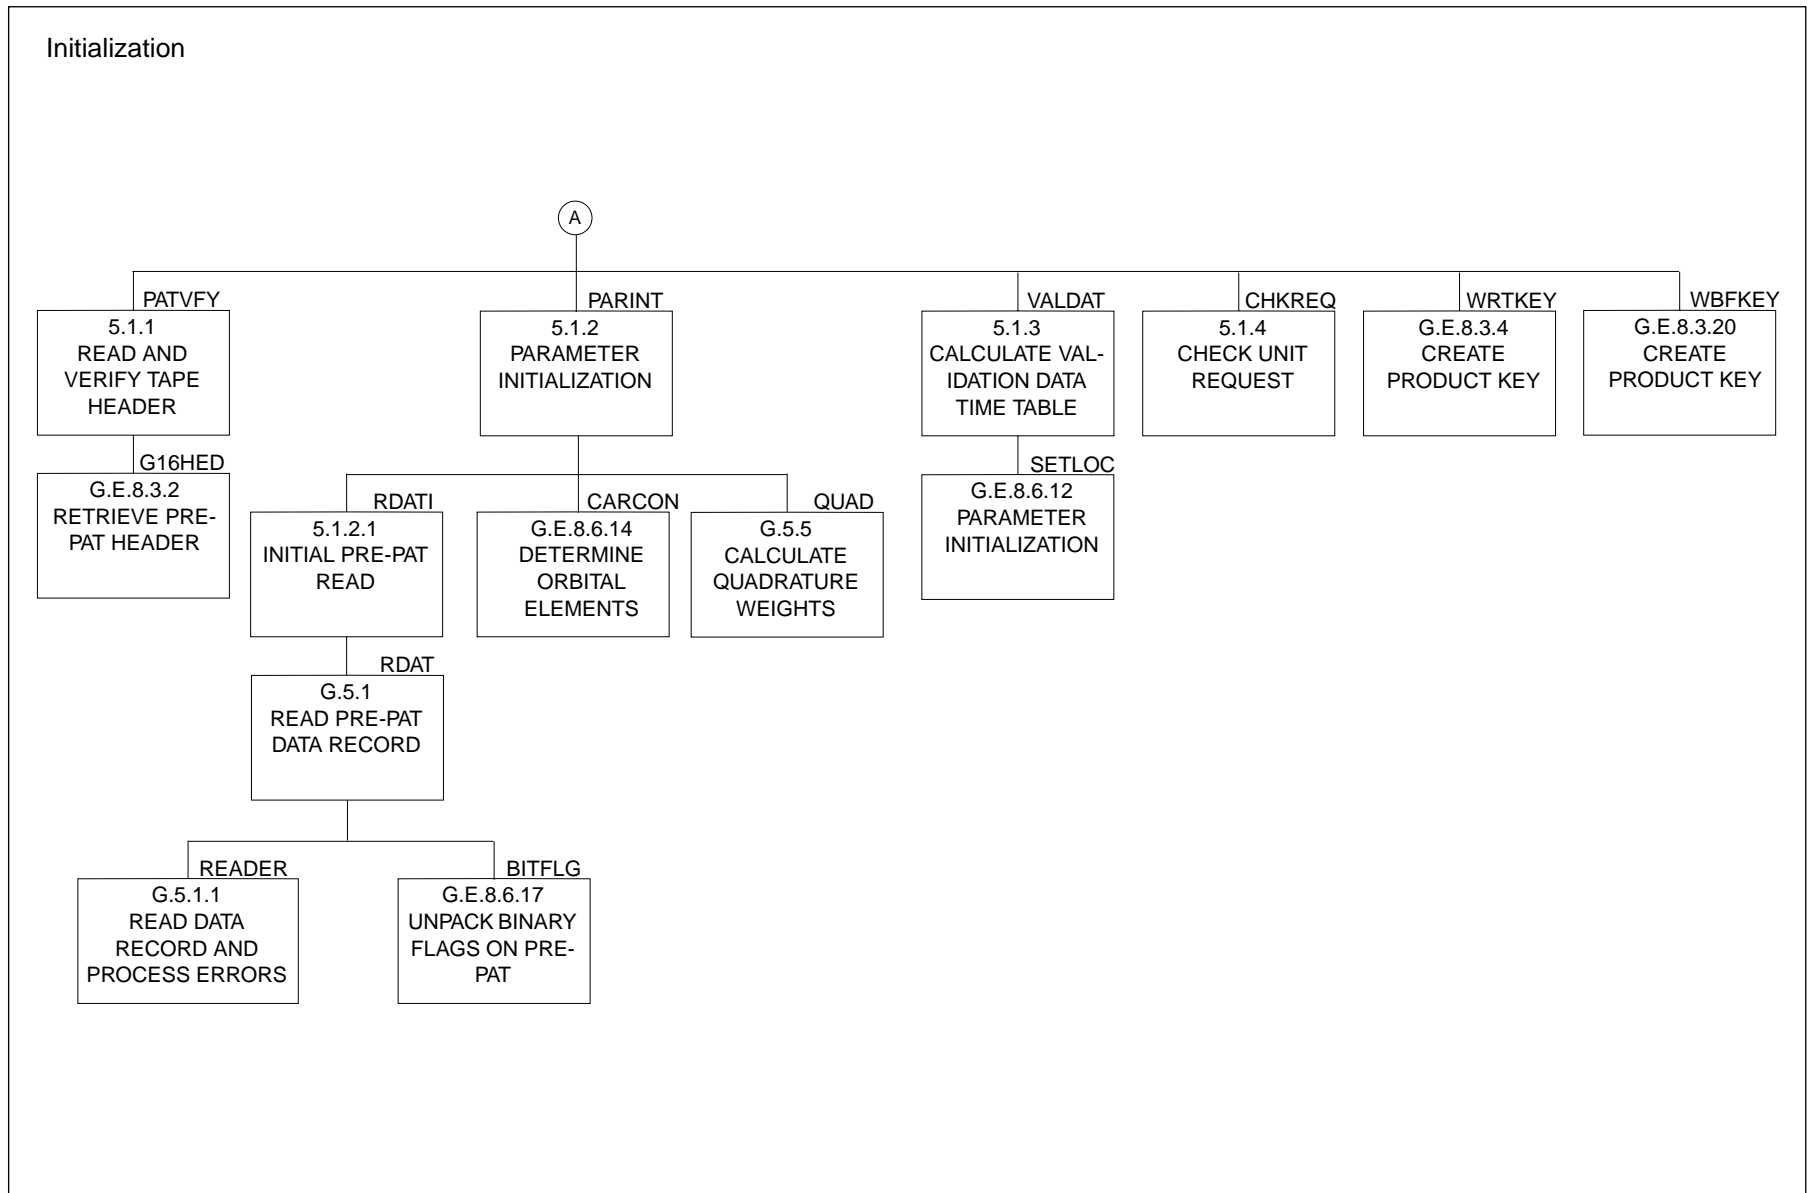 Initialization
A
PATVFY
5.1.1
READ AND
VERIFY TAPE
HEADER
PARINT
5.1.2
PARAMETER
INITIALIZATION
VALDAT
5.1.3
CALCULATE VAL-
IDATION DATA
TIME TABLE
CHKREQ
5.1.4
CHECK UNIT
REQUEST
WRTKEY
G.E.8.3.4
CREATE
PRODUCT KEY
WBFKEY
G.E.8.3.20
CREATE
PRODUCT KEY
G16HED
G.E.8.3.2
RETRIEVE PRE-
PAT HEADER
RDATI
5.1.2.1
INITIAL PRE-PAT
READ
CARCON
G.E.8.6.14
DETERMINE
ORBITAL
ELEMENTS
QUAD
G.5.5
CALCULATE
QUADRATURE
WEIGHTS
SETLOC
G.E.8.6.12
PARAMETER
INITIALIZATION
RDAT
G.5.1
READ PRE-PAT
DATA RECORD
READER
G.5.1.1
READ DATA
RECORD AND
PROCESS ERRORS
BITFLG
G.E.8.6.17
UNPACK BINARY
FLAGS ON PRE-
PAT